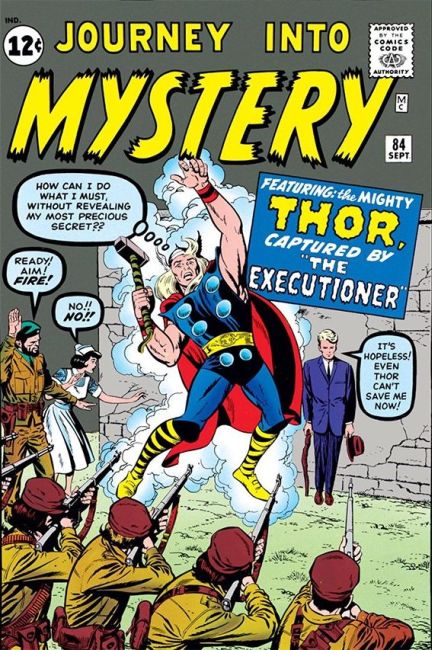 IND.
12¢
JOURNEY INTO
MYSTERY
APPROVED
BY THE
COMICS
CODE
CA
AUTHORITY
M
C
84
SEPT.
HOW CAN I DO
WHAT I MUST,
WITHOUT REVEALING
MY MOST PRECIOUS
SECRET??
FEATURING: the MIGHTY
THOR,
CAPTURED BY
"THE
EXECUTIONER"
READY!
AIM!
FIRE!
NO!!
NO!!
IT'S
HOPELESS!
EVEN
THOR
CAN'T
SAVE ME
NOW!